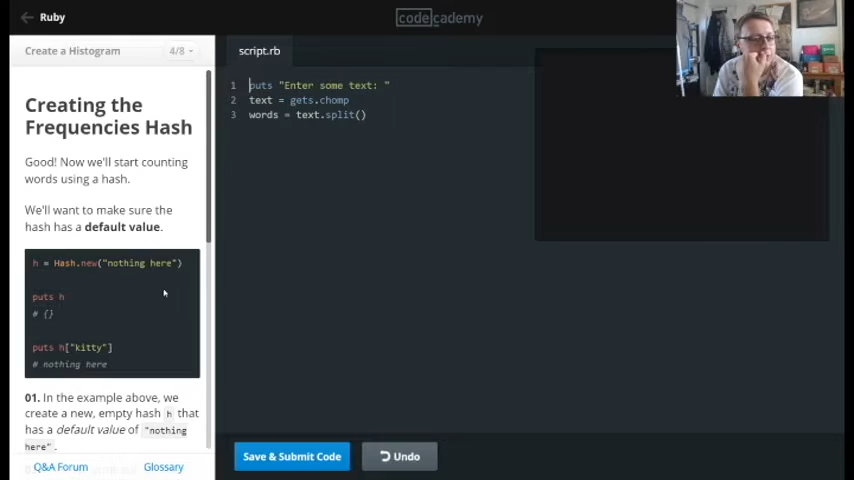 Ruby
codecademy
Create a Histogram
4/8
script.rb
Creating the
Frequencies Hash
Good! Now we'll start counting
words using a hash.
We'll want to make sure the
hash has a default value.
h = Hash.new("nothing here")
puts h
# {}
puts h["kitty"]
# nothing here
01. In the example above, we
create a new, empty hash h that
has a default value of "nothing
here".
Q&A Forum
Glossary
1 puts "Enter some text: "
2 text = gets.chomp
3 words = text.split()
Save & Submit Code
Undo